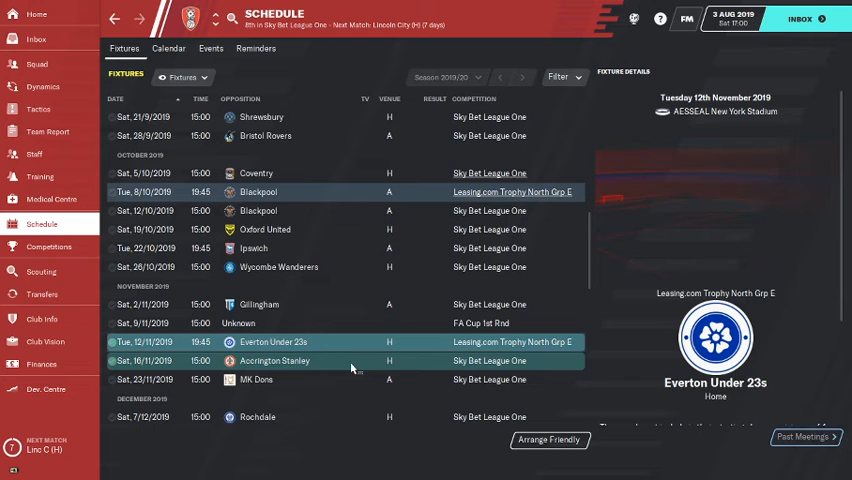 Home
Inbox
Squad
Dynamics
Tactics
Team Report
Staff
Training
Medical Centre
Schedule
Competitions
Scouting
Transfers
Club Info
Club Vision
Finances
Dev. Centre
7
NEXT MATCH
Linc C (H)
SCHEDULE
8th in Sky Bet League One - Next Match: Lincoln City (H) (7 days)
?
FM
3 AUG 2019
Sat 17:00
INBOX
Fixtures Calendar Events Reminders
FIXTURES Fixtures Season 2019/20 Filter
DATE TIME OPPOSITION TV VENUE RESULT COMPETITION
Sat, 21/9/2019 15:00 Shrewsbury H Sky Bet League One
Sat, 28/9/2019 15:00 Bristol Rovers A Sky Bet League One
OCTOBER 2019
Sat, 5/10/2019 15:00 Coventry H Sky Bet League One
Tue, 8/10/2019 19:45 Blackpool A Leasing.com Trophy North Grp E
Sat, 12/10/2019 15:00 Blackpool A Sky Bet League One
Sat, 19/10/2019 15:00 Oxford United H Sky Bet League One
Tue, 22/10/2019 19:45 Ipswich A Sky Bet League One
Sat, 26/10/2019 15:00 Wycombe Wanderers H Sky Bet League One
NOVEMBER 2019
Sat, 2/11/2019 15:00 Gillingham A Sky Bet League One
Sat, 9/11/2019 15:00 Unknown FA Cup 1st Rnd
Tue, 12/11/2019 19:45 Everton Under 23s H Leasing.com Trophy North Grp E
Sat, 16/11/2019 15:00 Accrington Stanley H Sky Bet League One
Sat, 23/11/2019 15:00 MK Dons A Sky Bet League One
DECEMBER 2019
Sat, 7/12/2019 15:00 Rochdale H Sky Bet League One
Arrange Friendly
FIXTURE DETAILS
Tuesday 12th November 2019
AESSEAL New York Stadium
Leasing.com Trophy North Grp E
Everton Under 23s
Home
Past Meetings